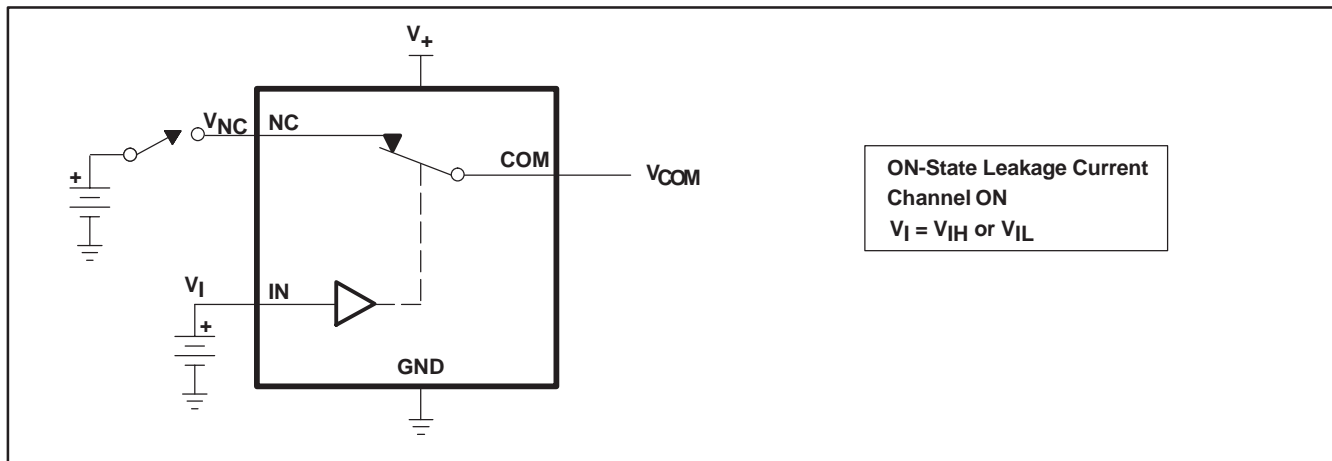 V+
VNC NC
+
COM
VCOM
VI IN
+
GND
ON-State Leakage Current
Channel ON
VI = VIH or VIL